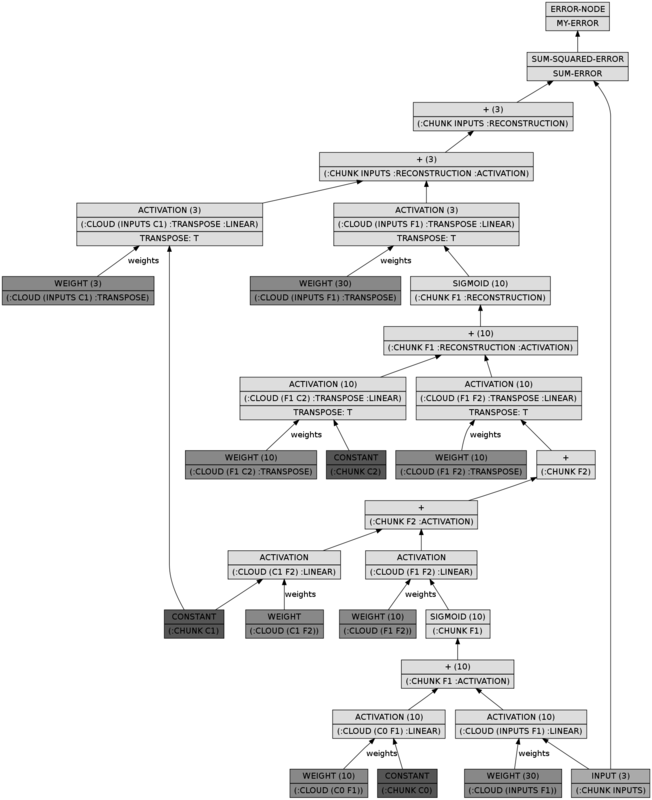 ERROR-NODE
MY-ERROR
SUM-SQUARED-ERROR
SUM-ERROR
+ (3)
(:CHUNK INPUTS :RECONSTRUCTION)
+ (3)
(:CHUNK INPUTS :RECONSTRUCTION :ACTIVATION)
ACTIVATION (3)
(:CLOUD (INPUTS C1) :TRANSPOSE :LINEAR)
TRANSPOSE: T
ACTIVATION (3)
(:CLOUD (INPUTS F1) :TRANSPOSE :LINEAR)
TRANSPOSE: T
weights
weights
WEIGHT (3)
(:CLOUD (INPUTS C1) :TRANSPOSE)
WEIGHT (30)
(:CLOUD (INPUTS F1) :TRANSPOSE)
SIGMOID (10)
(:CHUNK F1 :RECONSTRUCTION)
+ (10)
(:CHUNK F1 :RECONSTRUCTION :ACTIVATION)
ACTIVATION (10)
(:CLOUD (F1 C2) :TRANSPOSE :LINEAR)
TRANSPOSE: T
ACTIVATION (10)
(:CLOUD (F1 F2) :TRANSPOSE :LINEAR)
TRANSPOSE: T
weights
weights
WEIGHT (10)
(:CLOUD (F1 C2) :TRANSPOSE)
CONSTANT
(:CHUNK C2)
WEIGHT (10)
(:CLOUD (F1 F2) :TRANSPOSE)
+
(:CHUNK F2)
+
(:CHUNK F2 :ACTIVATION)
ACTIVATION
(:CLOUD (C1 F2) :LINEAR)
ACTIVATION
(:CLOUD (F1 F2) :LINEAR)
weights
weights
CONSTANT
(:CHUNK C1)
WEIGHT
(:CLOUD (C1 F2))
WEIGHT (10)
(:CLOUD (F1 F2))
SIGMOID (10)
(:CHUNK F1)
+ (10)
(:CHUNK F1 :ACTIVATION)
ACTIVATION (10)
(:CLOUD (C0 F1) :LINEAR)
ACTIVATION (10)
(:CLOUD (INPUTS F1) :LINEAR)
weights
weights
WEIGHT (10)
(:CLOUD (C0 F1))
CONSTANT
(:CHUNK C0)
WEIGHT (30)
(:CLOUD (INPUTS F1))
INPUT (3)
(:CHUNK INPUTS)